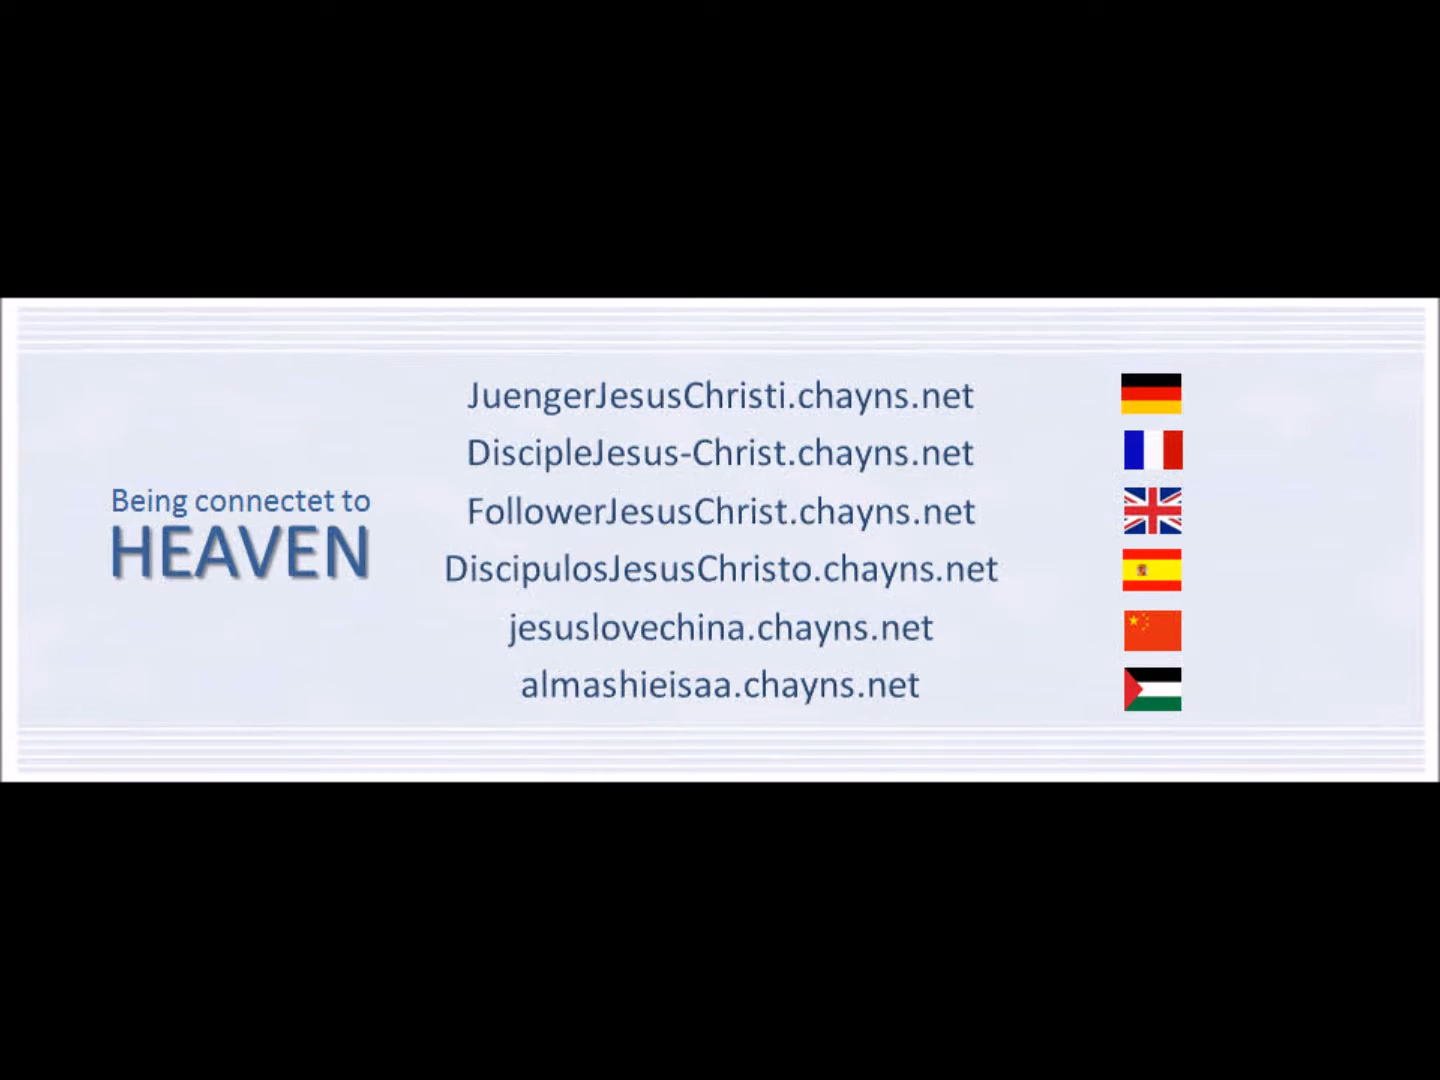 Being connectet to
HEAVEN
JuengerJesusChristi.chayns.net
DiscipleJesus-Christ.chayns.net
FollowerJesusChrist.chayns.net
DiscipulosJesusChristo.chayns.net
jesuslovechina.chayns.net
almashieisaa.chayns.net